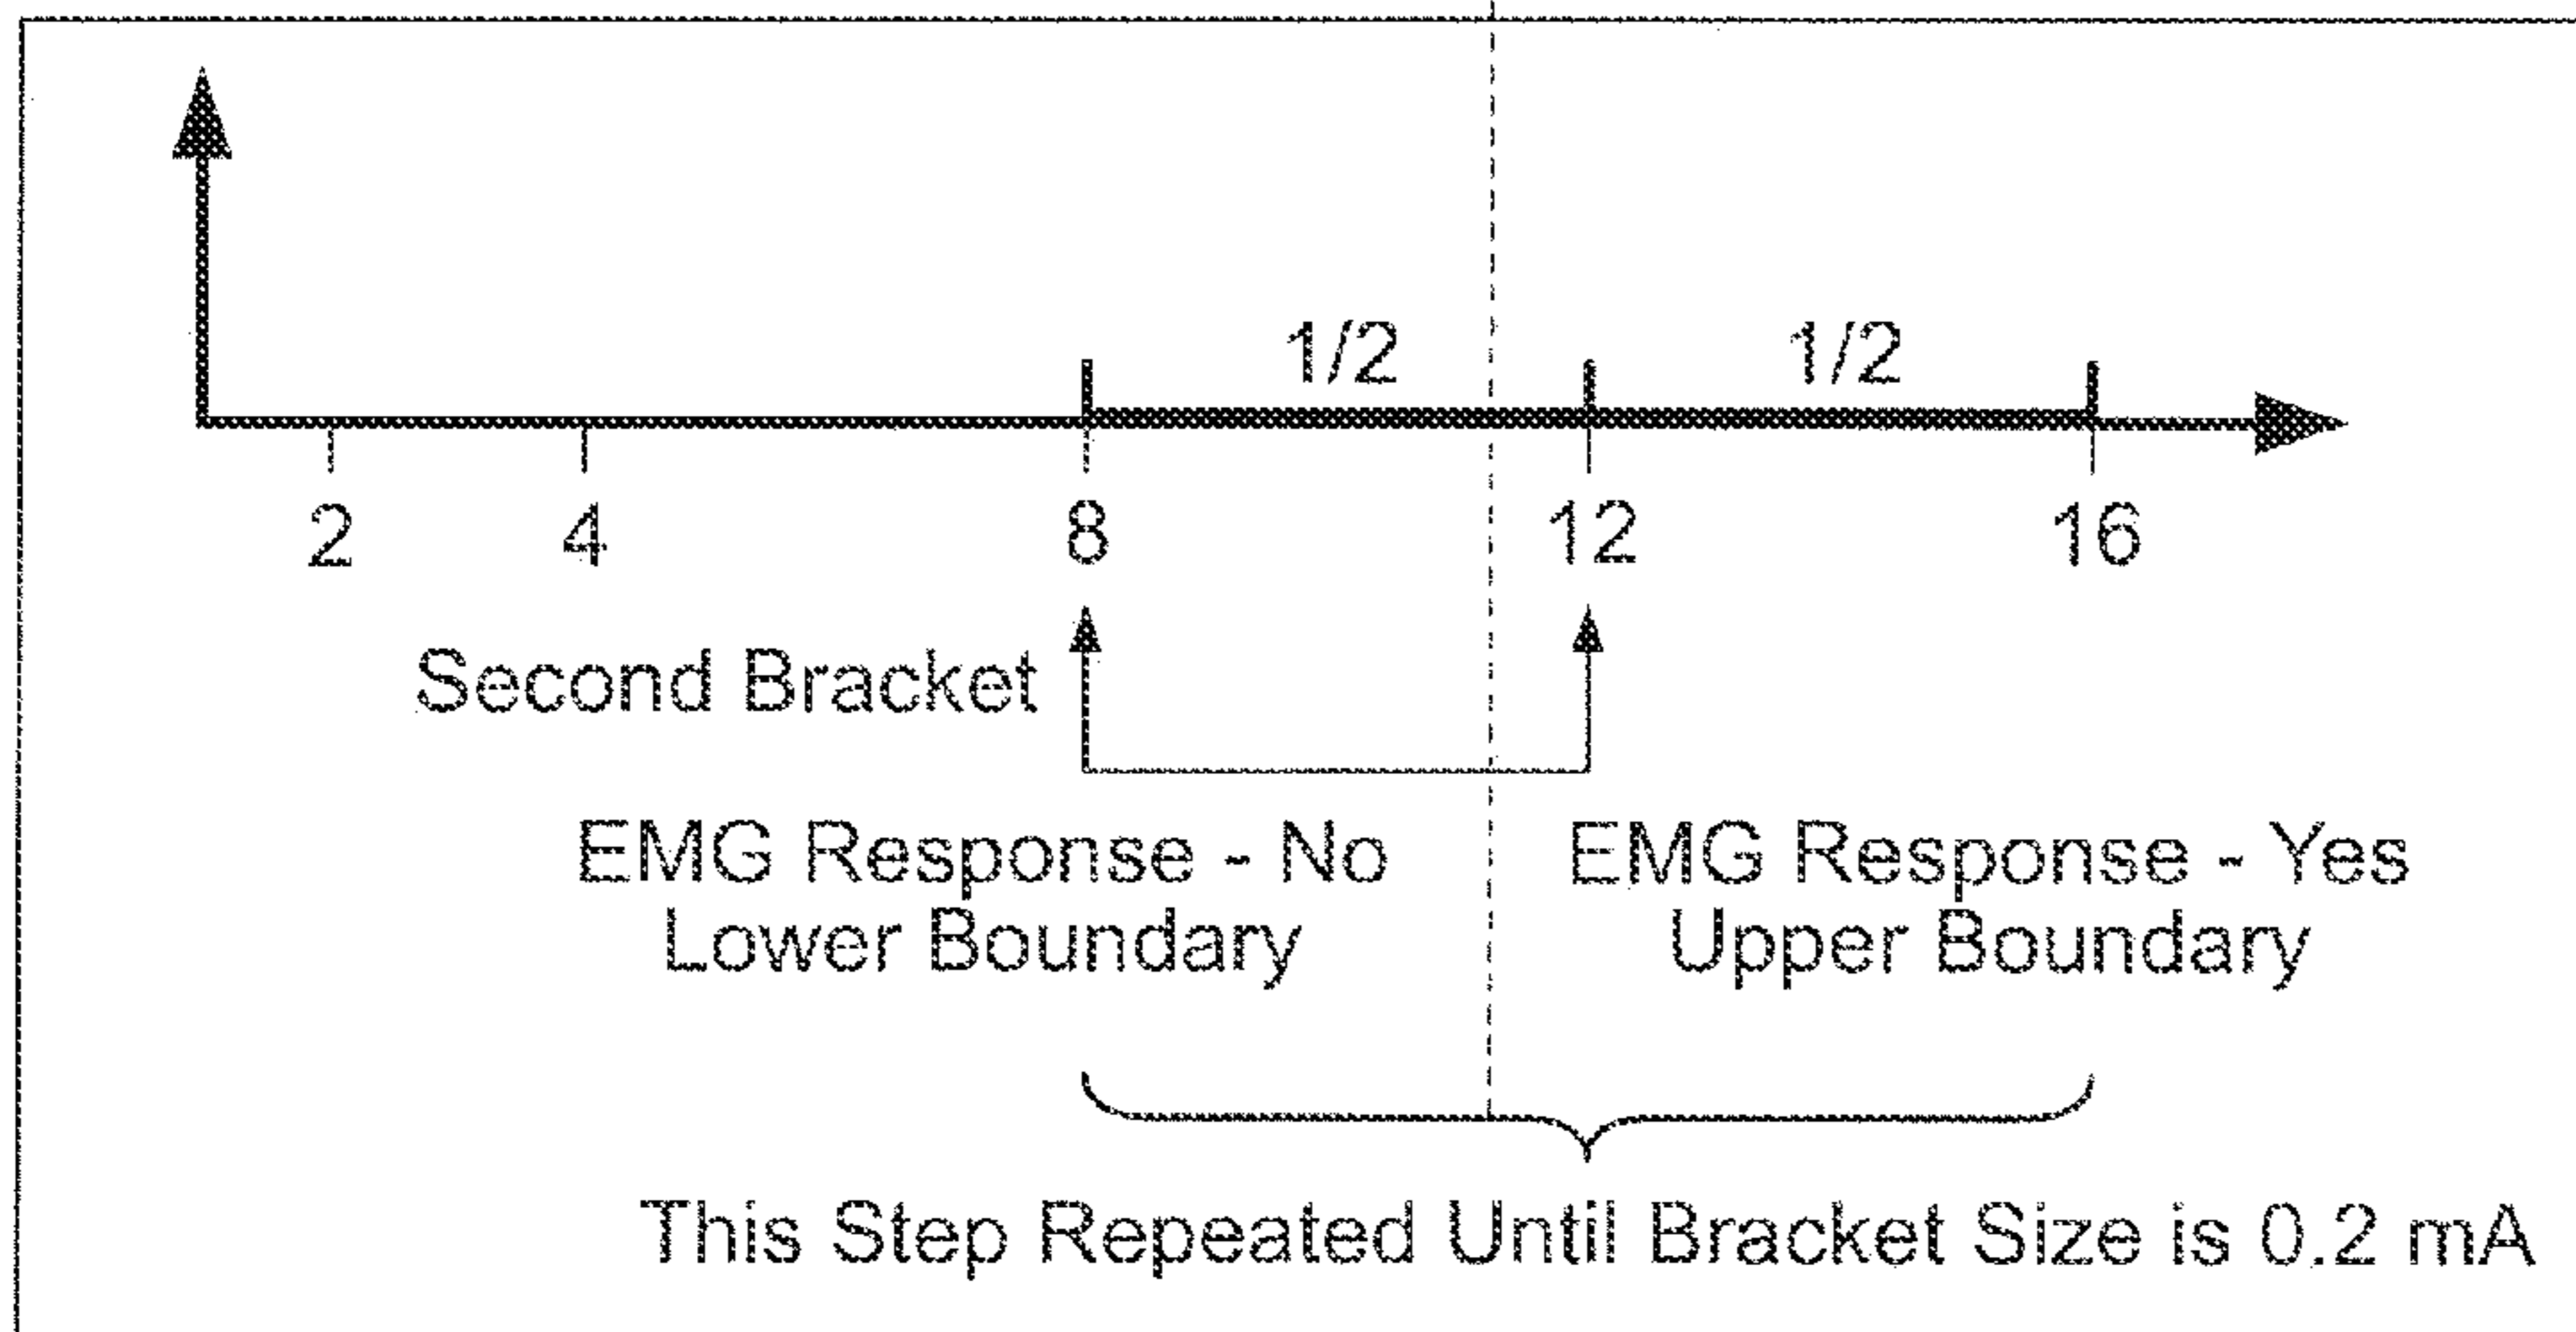 1/2 1/2
2 4 8 12 16
Second Bracket
EMG Response - No
Lower Boundary
EMG Response - Yes
Upper Boundary
This Step Repeated Until Bracket Size is 0.2 mA